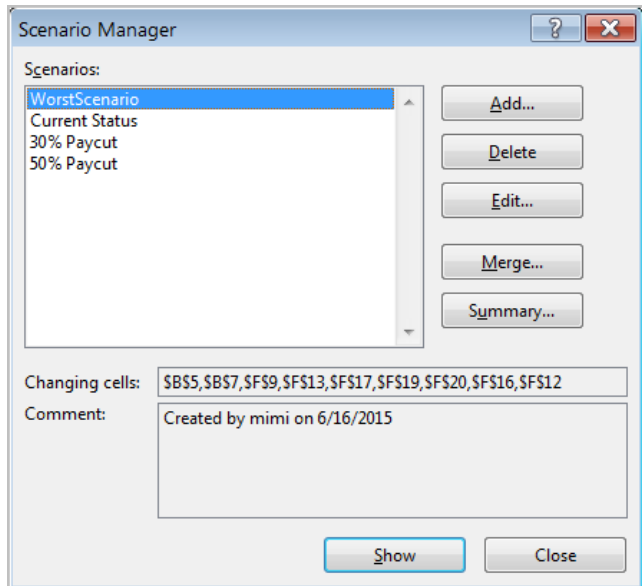 Scenario Manager
?
Scenarios:
WorstScenario
Current Status
30% Paycut
50% Paycut
Add...
Delete
Edit...
Merge...
Summary...
Changing cells: $B$5,$B$7,$F$9,$F$13,$F$17,$F$19,$F$20,$F$16,$F$12
Comment: Created by mimi on 6/16/2015
Show Close